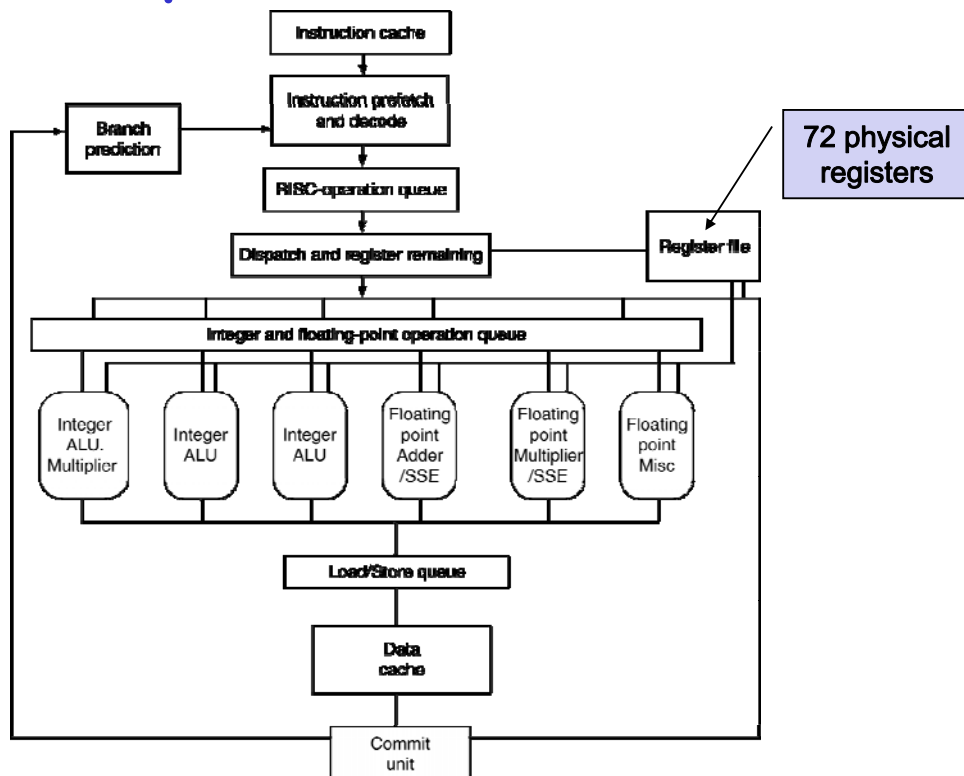 Instruction cache
Instruction prefetch
and decode
Branch
prediction
72 physical
registers
RISC-operation queue
Dispatch and register remaining
Register file
Integer and floating-point operation queue
Integer
ALU.
Multiplier
Integer
ALU
Integer
ALU
Floating
point
Adder
/SSE
Floating
point
Multiplier
/SSE
Floating
point
Misc
Load/Store queue
Data
cache
Commit
unit